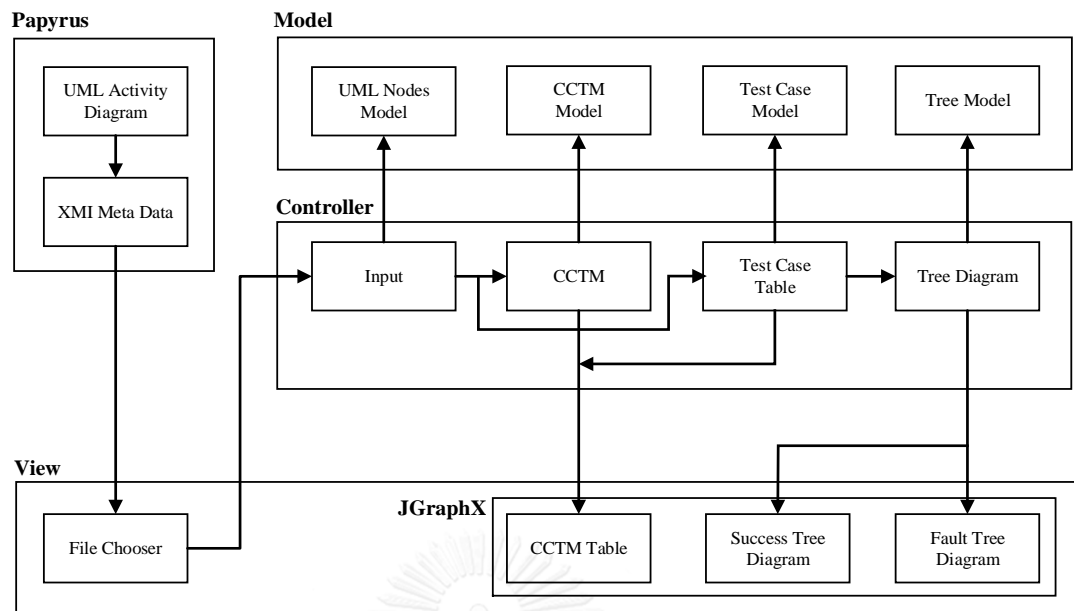 Papyrus
Model
UML Activity
Diagram
UML Nodes
Model
CCTM
Model
Test Case
Model
Tree Model
XMI Meta Data
Controller
Input
CCTM
Test Case
Table
Tree Diagram
View
JGraphX
File Chooser
CCTM Table
Success Tree
Diagram
Fault Tree
Diagram